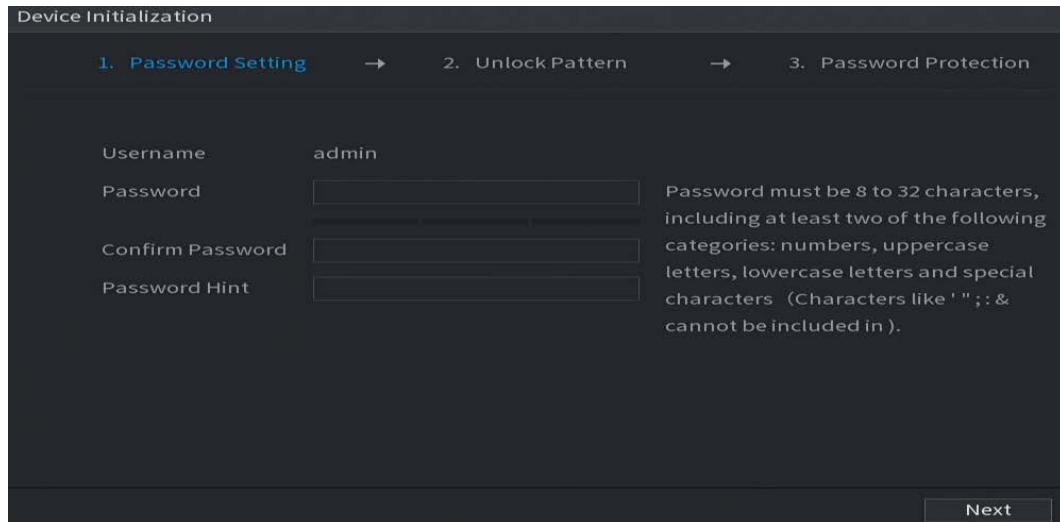 Device Initialization
1. Password Setting → 2. Unlock Pattern → 3. Password Protection
Username admin
Password
Confirm Password
Password Hint
Password must be 8 to 32 characters,
including at least two of the following
categories: numbers, uppercase
letters, lowercase letters and special
characters (Characters like ' " ; : &
cannot be included in ).
Next